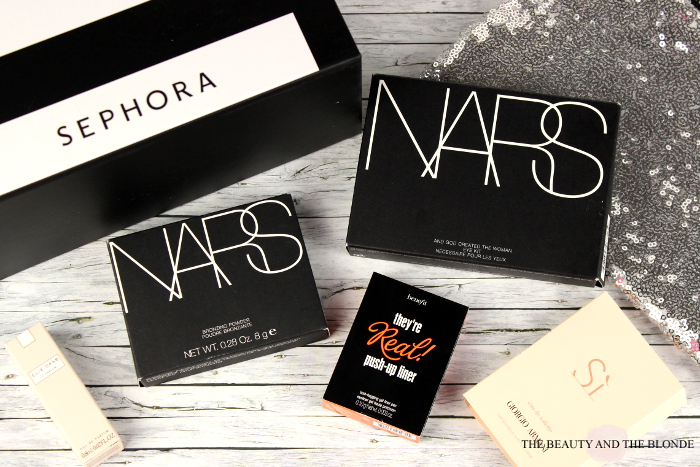 SEPHORA
NARS
AND GOD CREATED THE WOMAN
EYE KIT
NECESSAIRE POUR LES YEUX
NARS
BRONZING POWDER
POUDRE BRONZANTE
NET WT. 0.28 Oz. 8 g e
benefit
they're
Real!
push-up liner
Sì
GIORGIO ARMANI
THE BEAUTY AND THE BLONDE